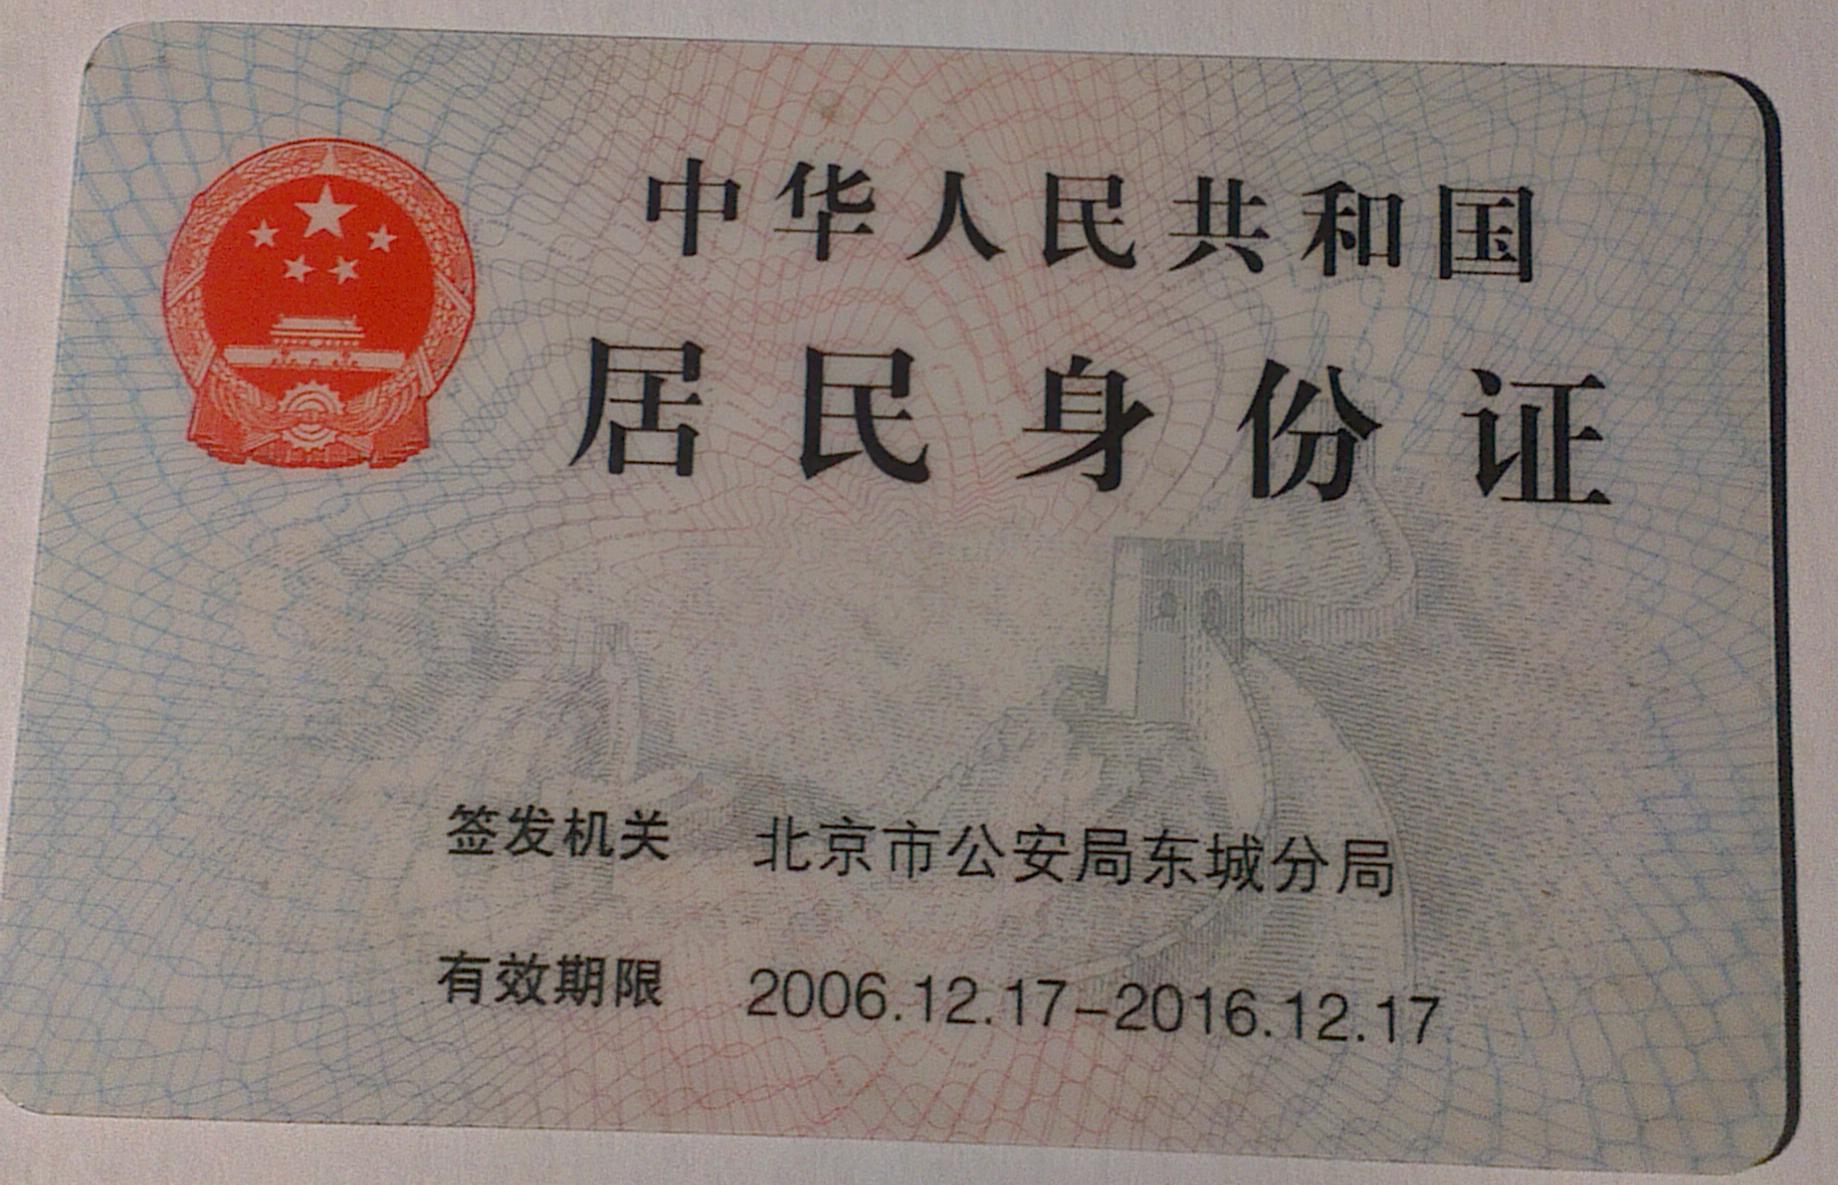 中华人民共和国
居民身份证
签发机关 北京市公安局东城分局
有效期限 2006.12.17-2016.12.17